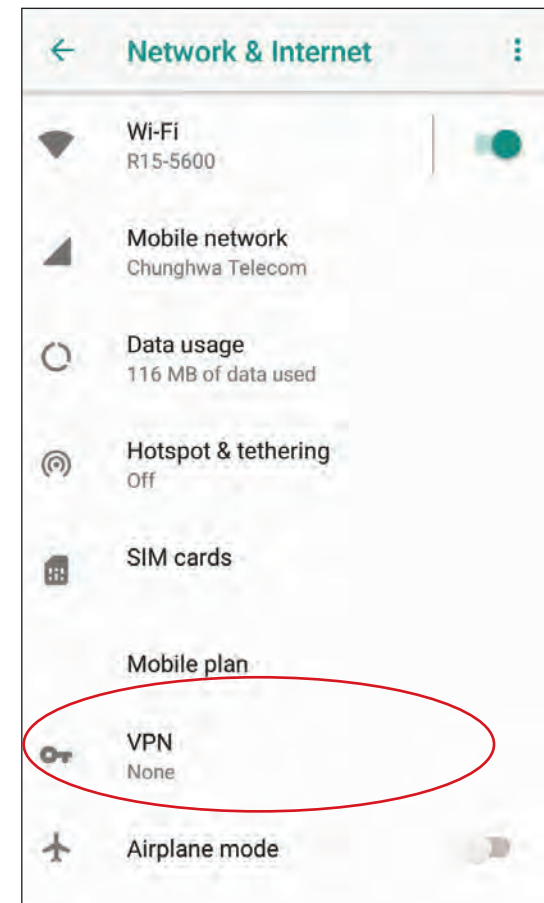 Network & Internet
Wi-Fi
R15-5600
Mobile network
Chunghwa Telecom
Data usage
116 MB of data used
Hotspot & tethering
Off
SIM cards
Mobile plan
VPN
None
Airplane mode